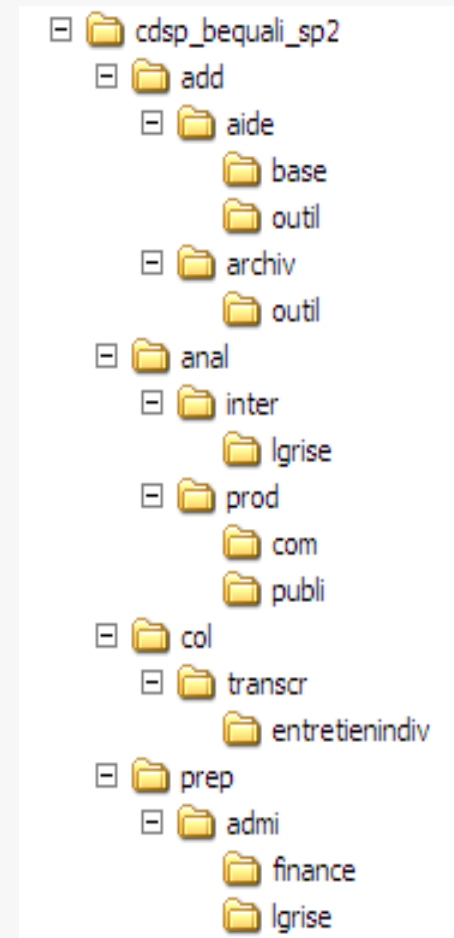 cdsp_bequali_sp2
add
aide
base
outil
archiv
outil
anal
inter
lgrise
prod
com
publi
col
transcr
entretienindiv
prep
admi
finance
lgrise